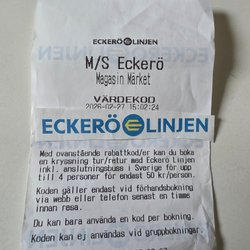 ECKERÖ LINJEN
M/S Eckerö
Magasin Märket
VÄRDEKOD
2026-02-27 15:02:24
ECKERÖ LINJEN
Med ovanstående rabattkod/er kan du boka
en kryssning tur/retur med Eckerö Linjen
inkl. anslutningsbuss i Sverige för upp
till 4 personer för endast 50 kr/person.
Koden gäller endast vid förhandsbokning
via webb eller telefon senast en timme
innan resa.
Du kan bara använda en kod per bokning.
Koden kan ej användas vid gruppbokningar.